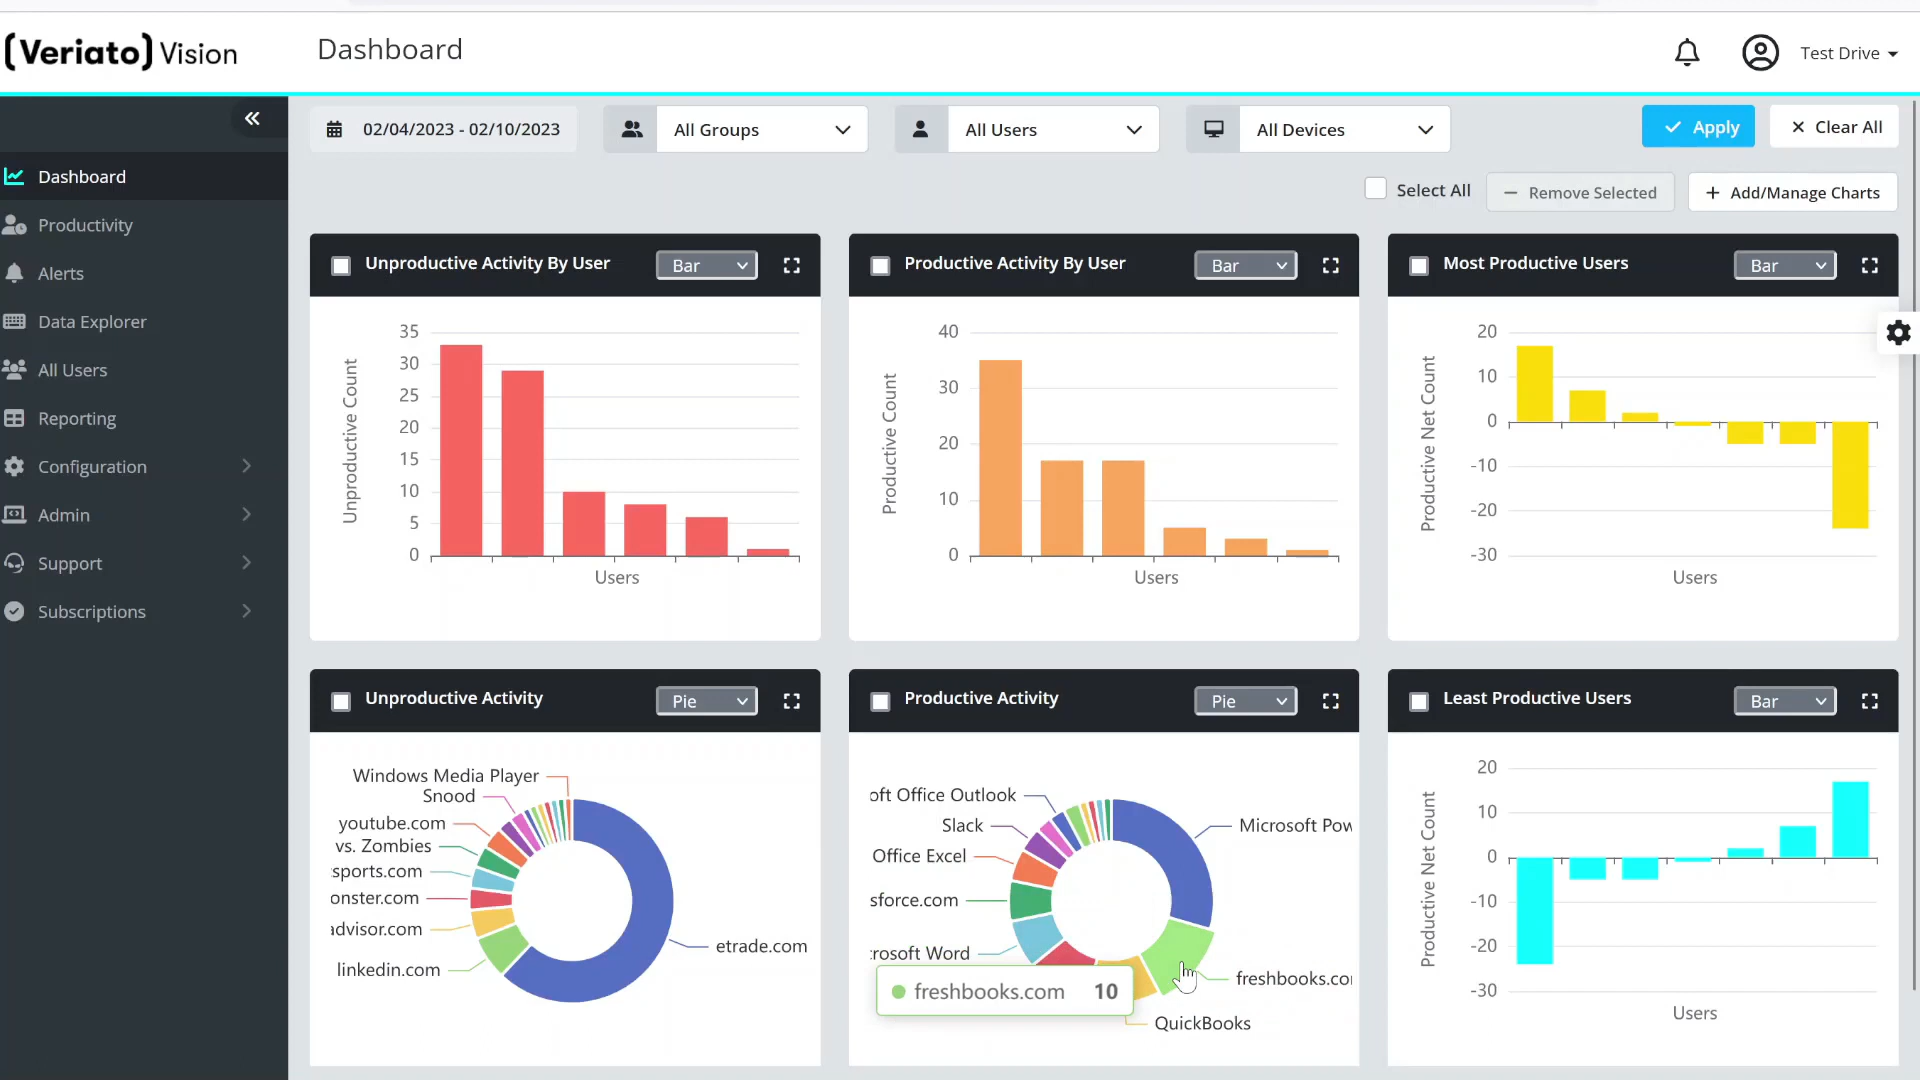 (Veriato) Vision
Dashboard
Test Drive
02/04/2023 - 02/10/2023
All Groups
All Users
All Devices
Apply
Clear All
Select All
Remove Selected
Add/Manage Charts
Dashboard
Productivity
Alerts
Data Explorer
All Users
Reporting
Configuration
Admin
Support
Subscriptions
Unproductive Activity By User
Bar
35
30
25
20
15
10
5
0
Unproductive Count
Users
Productive Activity By User
Bar
40
30
20
10
0
Productive Count
Users
Most Productive Users
Bar
20
10
0
-10
-20
-30
Productive Net Count
Users
Unproductive Activity
Pie
Windows Media Player
Snood
youtube.com
vs. Zombies
sports.com
onster.com
advisor.com
linkedin.com
etrade.com
Productive Activity
Pie
oft Office Outlook
Slack
Office Excel
sforce.com
rosoft Word
Microsoft Pow
freshbooks.co
QuickBooks
freshbooks.com 10
Least Productive Users
Bar
20
10
0
-10
-20
-30
Productive Net Count
Users